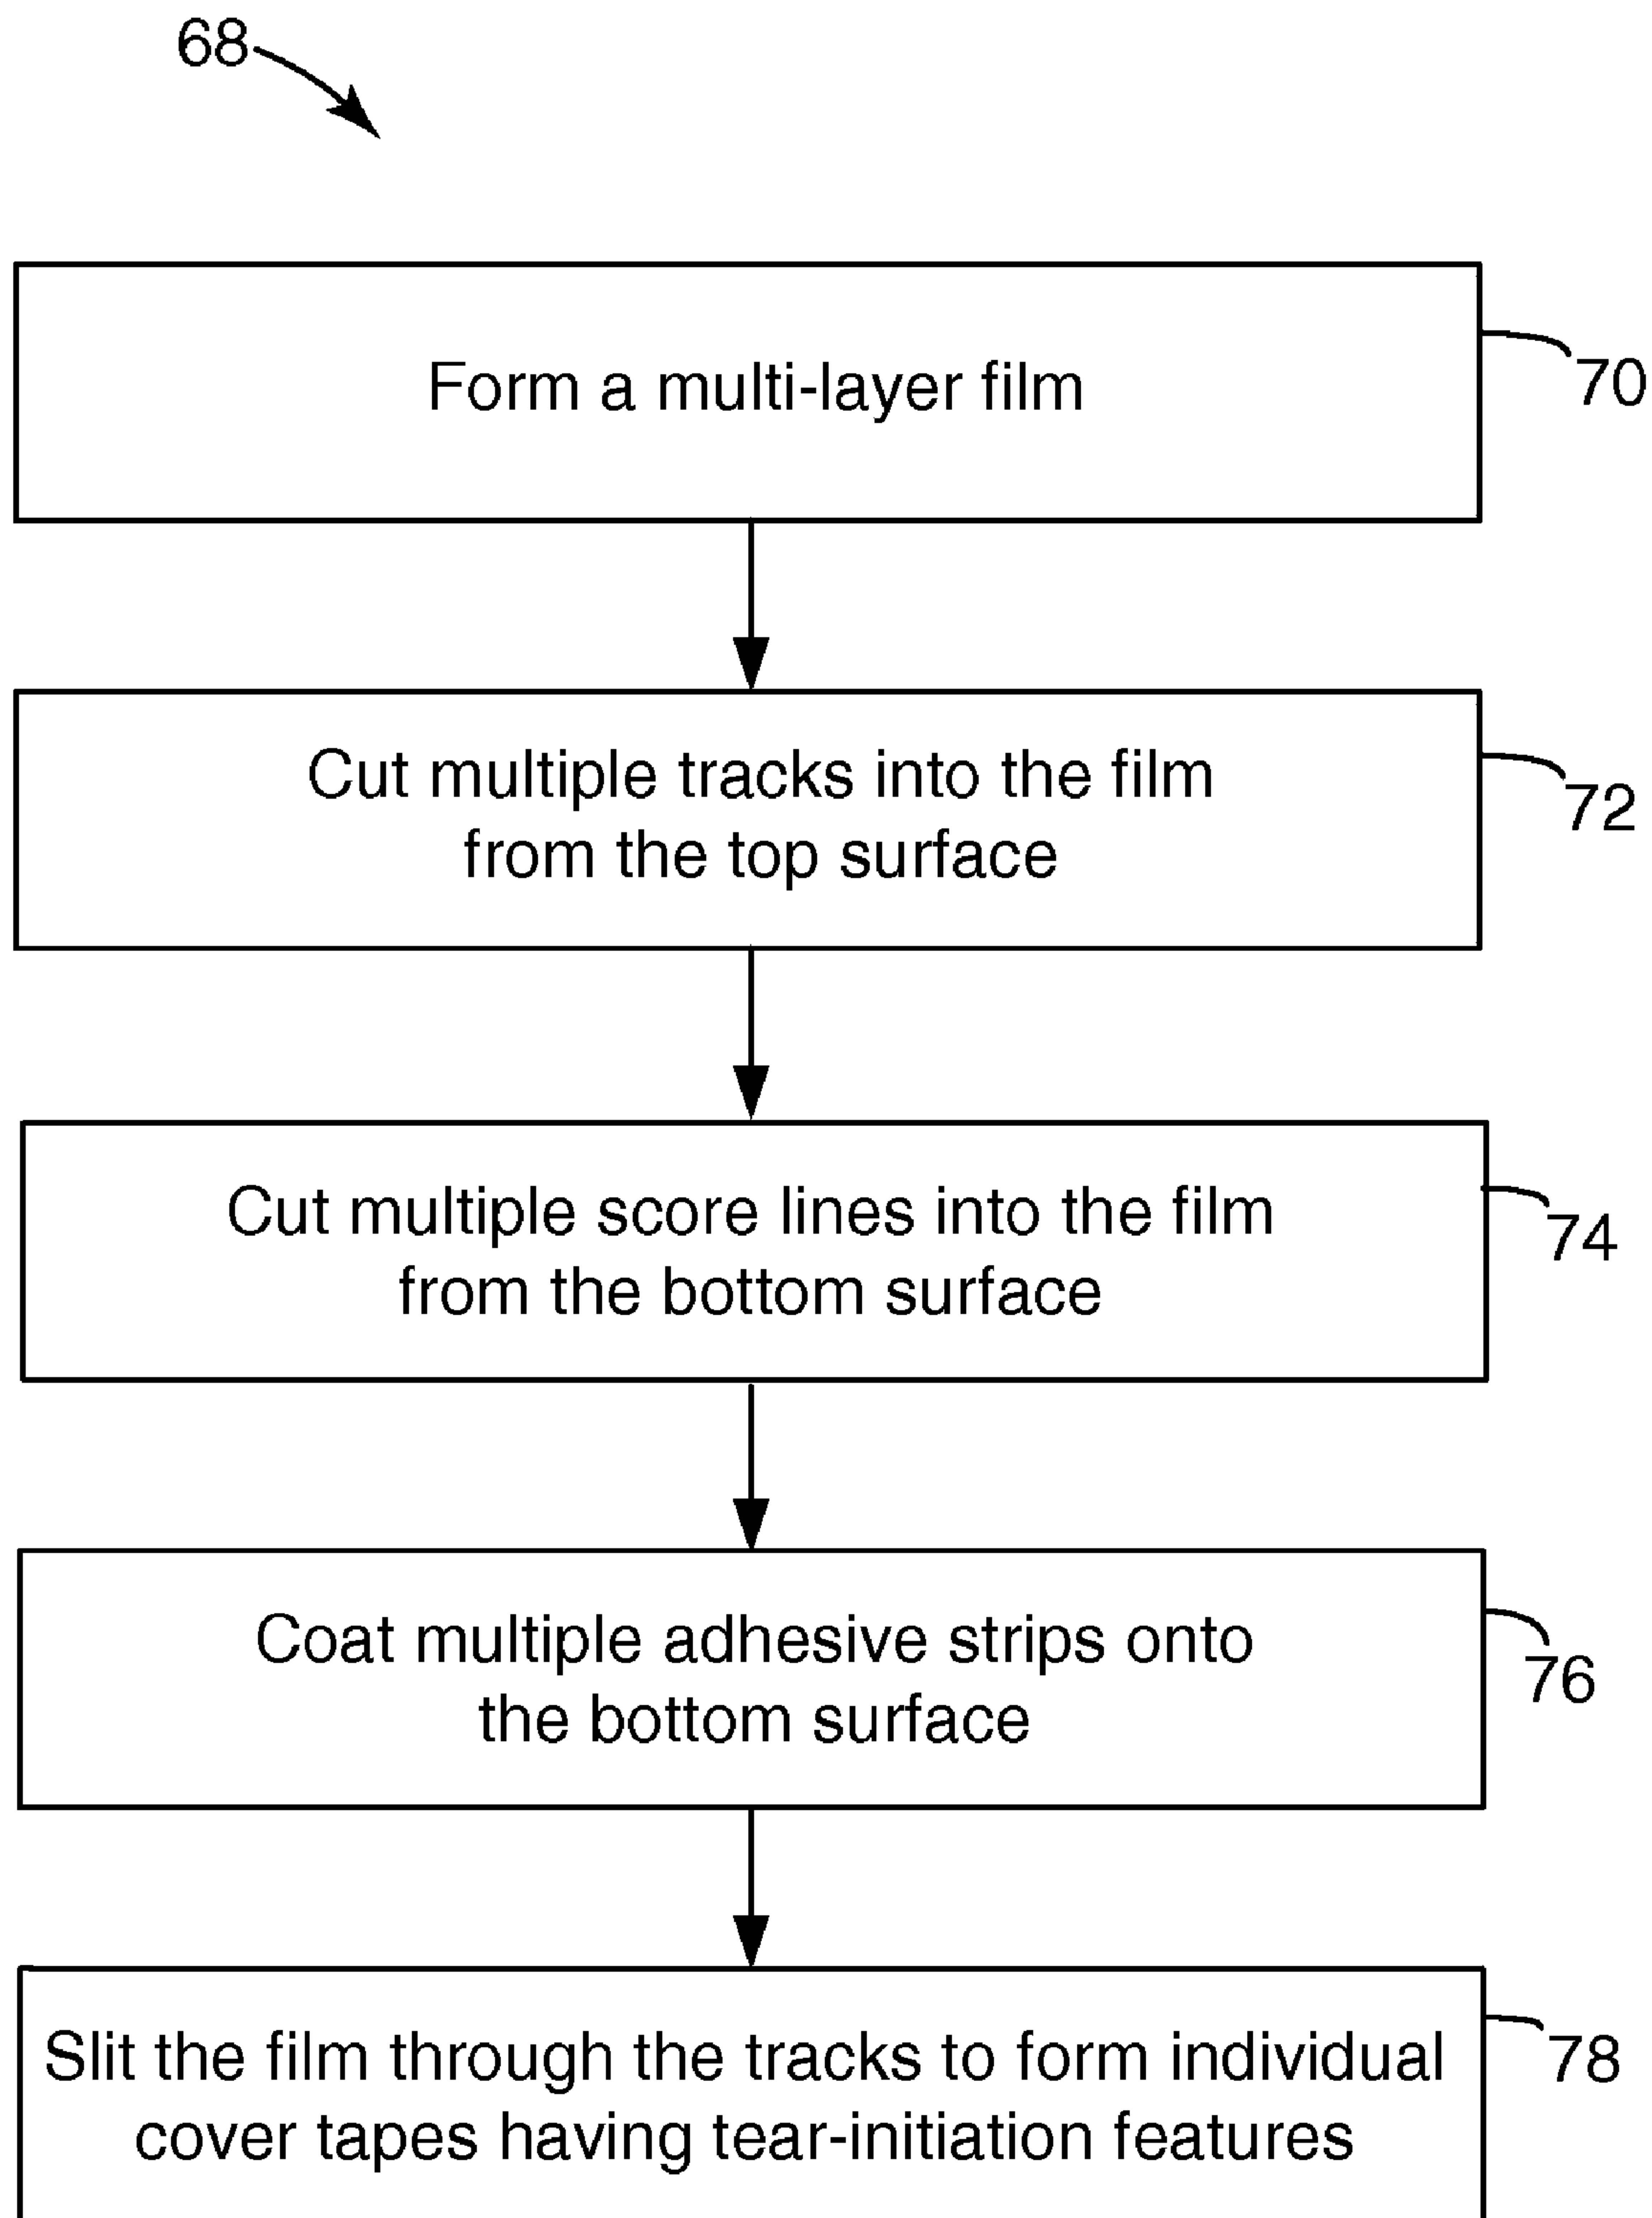 68
Form a multi-layer film
70
Cut multiple tracks into the film
from the top surface
72
Cut multiple score lines into the film
from the bottom surface
74
Coat multiple adhesive strips onto
the bottom surface
76
Slit the film through the tracks to form individual
cover tapes having tear-initiation features
78